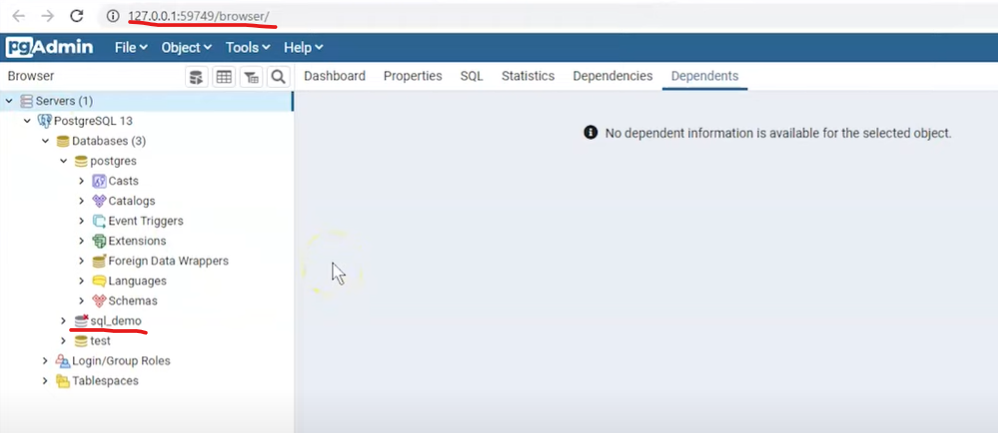 127.0.0.1:59749/browser/
pgAdmin File Object Tools Help
Browser Dashboard Properties SQL Statistics Dependencies Dependents
Servers (1)
PostgreSQL 13
Databases (3)
No dependent information is available for the selected object.
postgres
Casts
Catalogs
Event Triggers
Extensions
Foreign Data Wrappers
Languages
Schemas
sql_demo
test
Login/Group Roles
Tablespaces